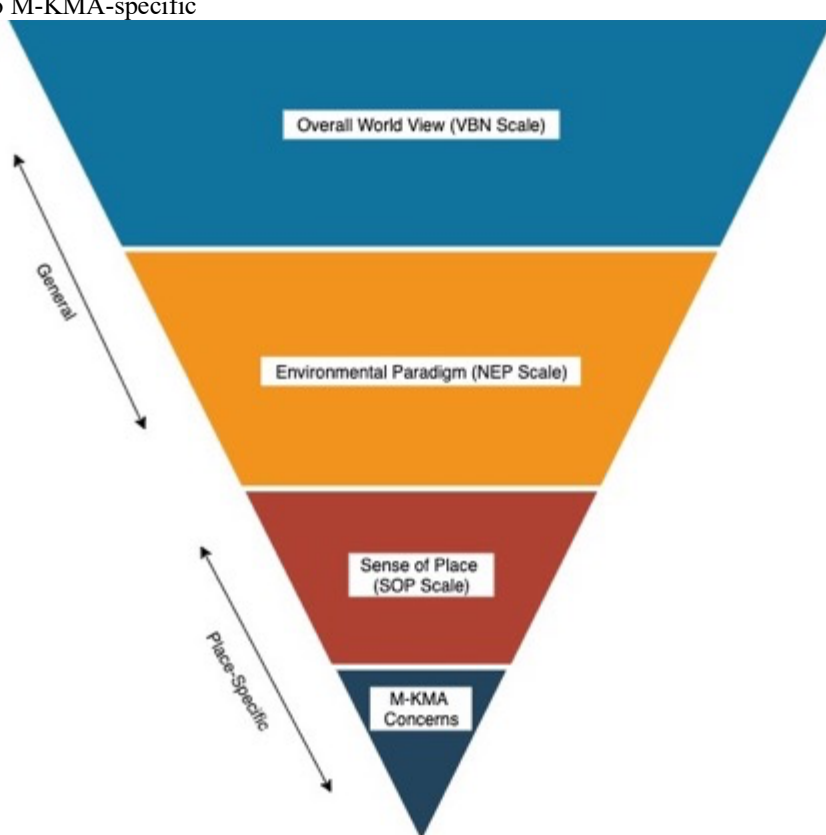 M-KMA-specific
Overall World View (VBN Scale)
General
Environmental Paradigm (NEP Scale)
Sense of Place
(SOP Scale)
Place-Specific
M-KMA
Concerns